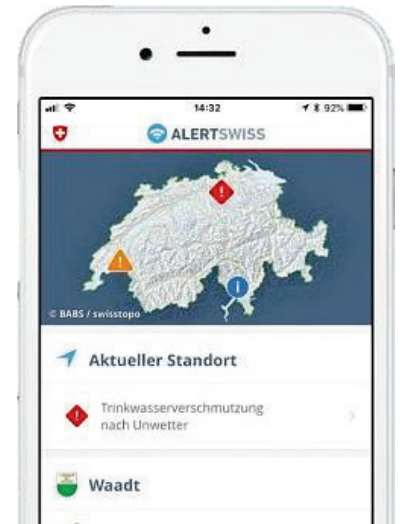 14:32
92%
ALERTSWISS
© BABS / swisstopo
Aktueller Standort
Trinkwasserverschmutzung
nach Unwetter
Waadt